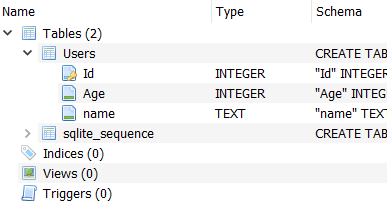 Name Type Schema
Tables (2)
Users CREATE TAB
Id INTEGER "Id" INTEGER
Age INTEGER "Age" INTEG
name TEXT "name" TEXT
sqlite_sequence CREATE TAB
Indices (0)
Views (0)
Triggers (0)